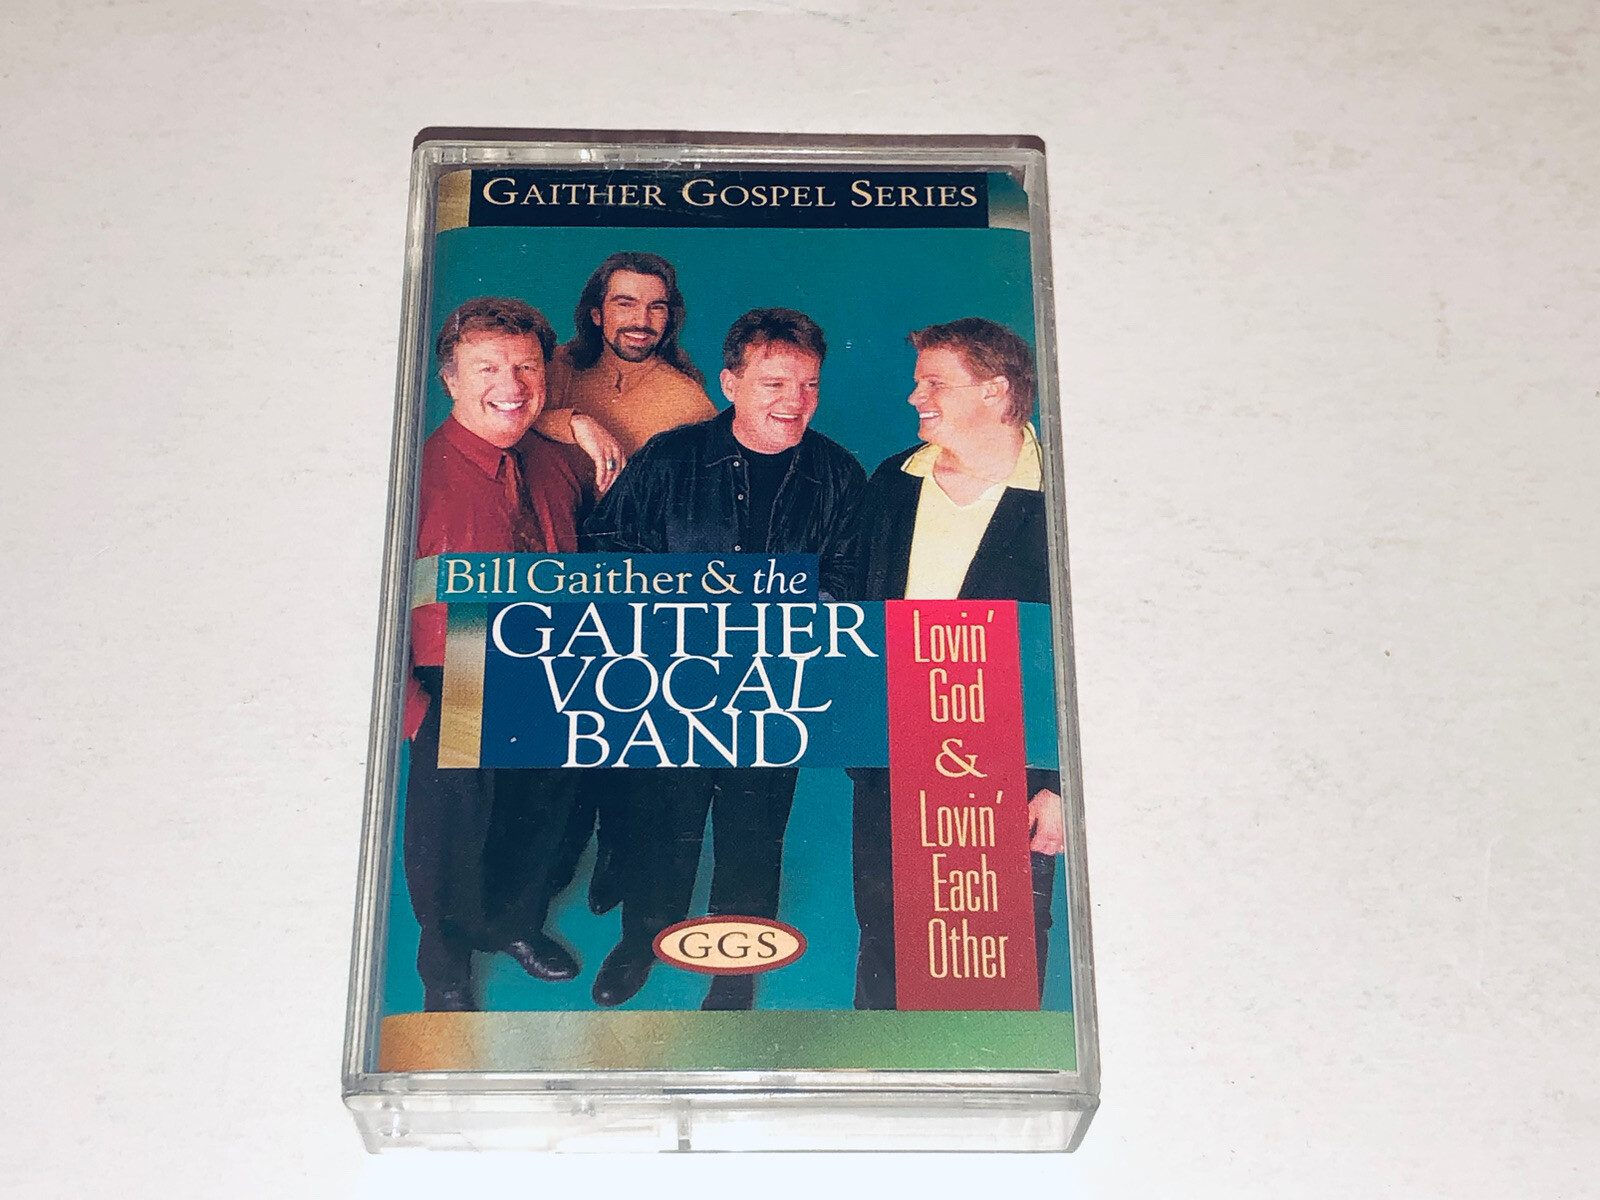 GAITHER GOSPEL SERIES
Bill Gaither & the
GAITHER
VOCAL
BAND
Lovin'
God
&
Lovin'
Each
Other
GGS